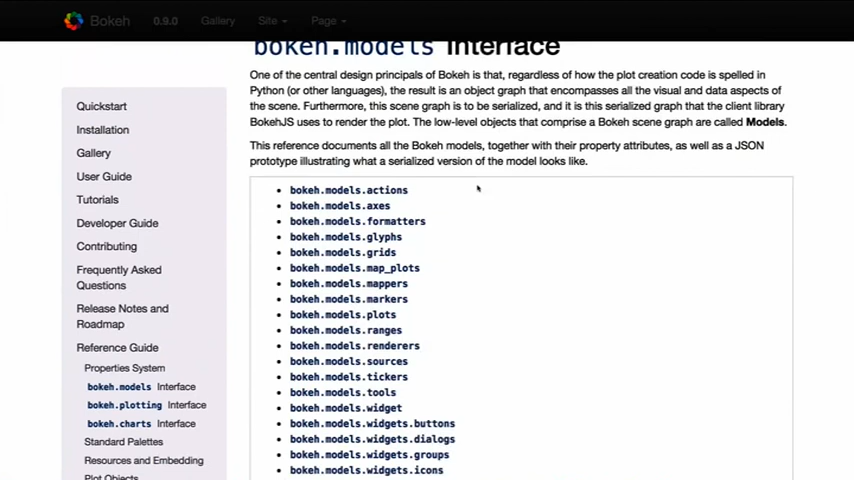 Bokeh 0.9.0 Gallery Site Page
bokeh.models Interface
One of the central design principals of Bokeh is that, regardless of how the plot creation code is spelled in
Python (or other languages), the result is an object graph that encompasses all the visual and data aspects of
the scene. Furthermore, this scene graph is to be serialized, and it is this serialized graph that the client library
BokehJS uses to render the plot. The low-level objects that comprise a Bokeh scene graph are called Models.
This reference documents all the Bokeh models, together with their property attributes, as well as a JSON
prototype illustrating what a serialized version of the model looks like.
bokeh.models.actions
bokeh.models.axes
bokeh.models.formatters
bokeh.models.glyphs
bokeh.models.grids
bokeh.models.map_plots
bokeh.models.mappers
bokeh.models.markers
bokeh.models.plots
bokeh.models.ranges
bokeh.models.renderers
bokeh.models.sources
bokeh.models.tickers
bokeh.models.tools
bokeh.models.widget
bokeh.models.widgets.buttons
bokeh.models.widgets.dialogs
bokeh.models.widgets.groups
bokeh.models.widgets.icons
Quickstart
Installation
Gallery
User Guide
Tutorials
Developer Guide
Contributing
Frequently Asked
Questions
Release Notes and
Roadmap
Reference Guide
Properties System
bokeh.models Interface
bokeh.plotting Interface
bokeh.charts Interface
Standard Palettes
Resources and Embedding
Plot Objects